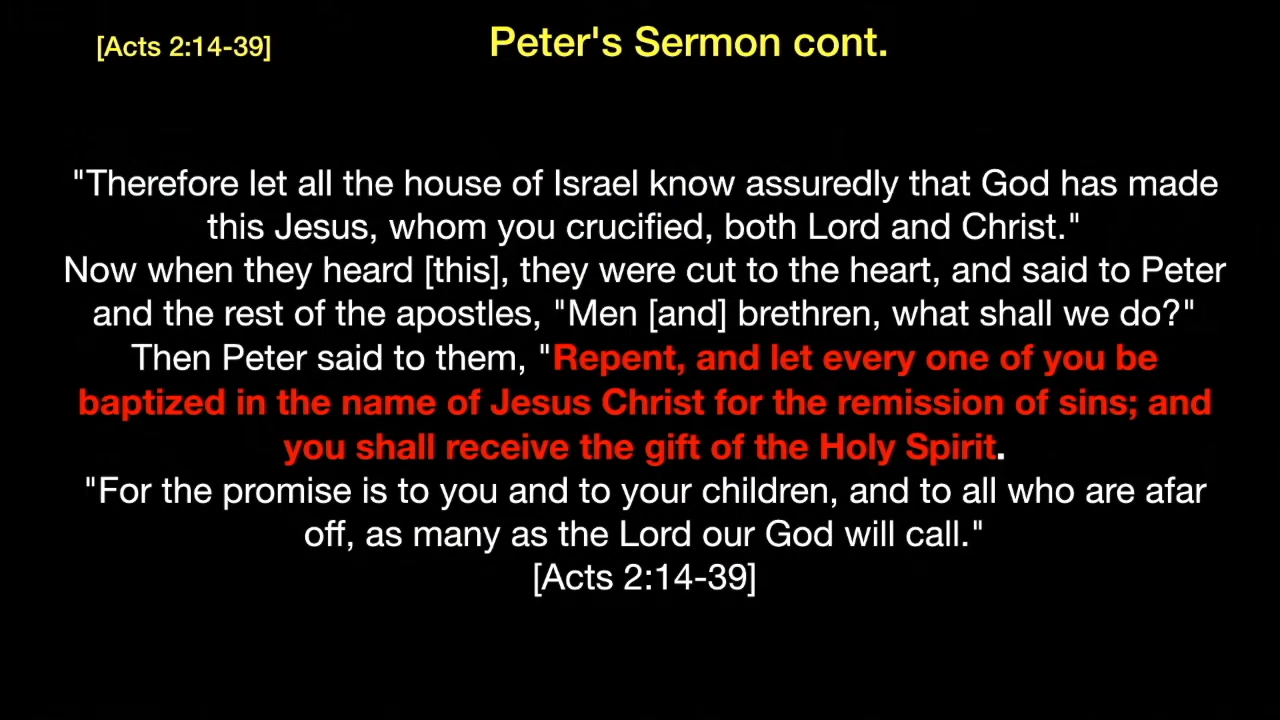 [Acts 2:14-39]
Peter's Sermon cont.
"Therefore let all the house of Israel know assuredly that God has made
this Jesus, whom you crucified, both Lord and Christ."
Now when they heard [this], they were cut to the heart, and said to Peter
and the rest of the apostles, "Men [and] brethren, what shall we do?"
Then Peter said to them, "Repent, and let every one of you be
baptized in the name of Jesus Christ for the remission of sins; and
you shall receive the gift of the Holy Spirit.
"For the promise is to you and to your children, and to all who are afar
off, as many as the Lord our God will call."
[Acts 2:14-39]